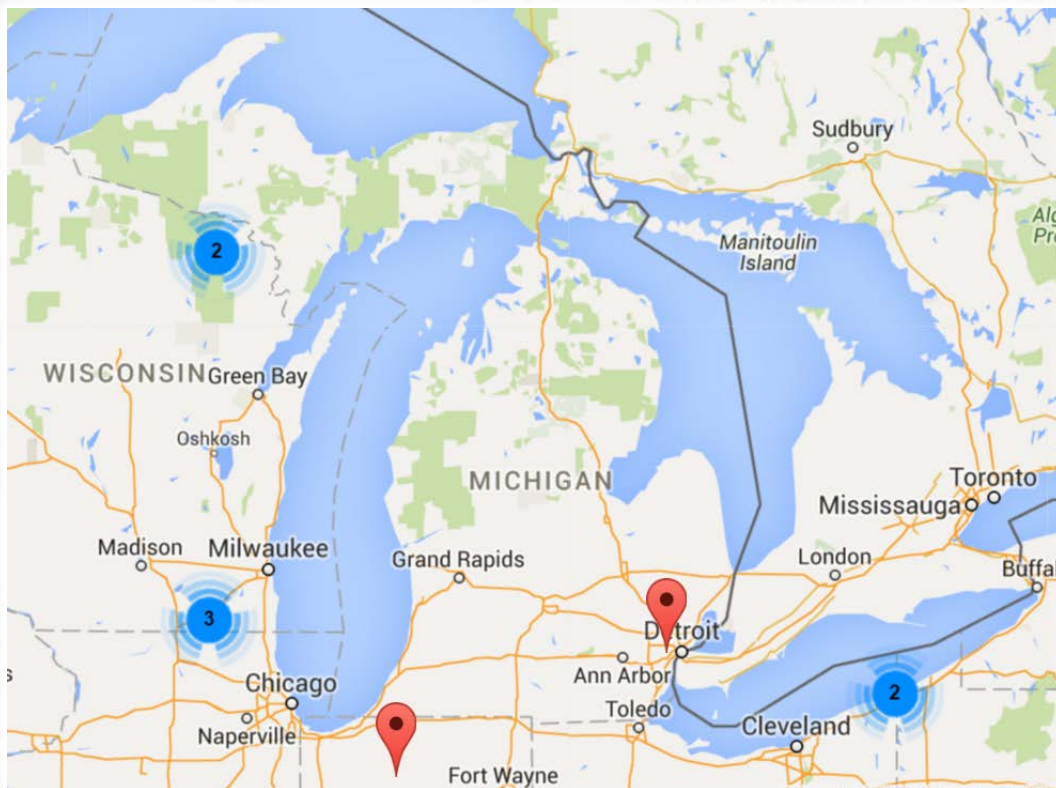 Sudbury
Alg
Pro
Manitoulin
Island
2
WISCONSIN
Green Bay
Oshkosh
MICHIGAN
Toronto
Mississauga
Madison
Milwaukee
Grand Rapids
London
Buffal
3
Detroit
Ann Arbor
s
Chicago
2
Toledo
Naperville
Cleveland
Fort Wayne